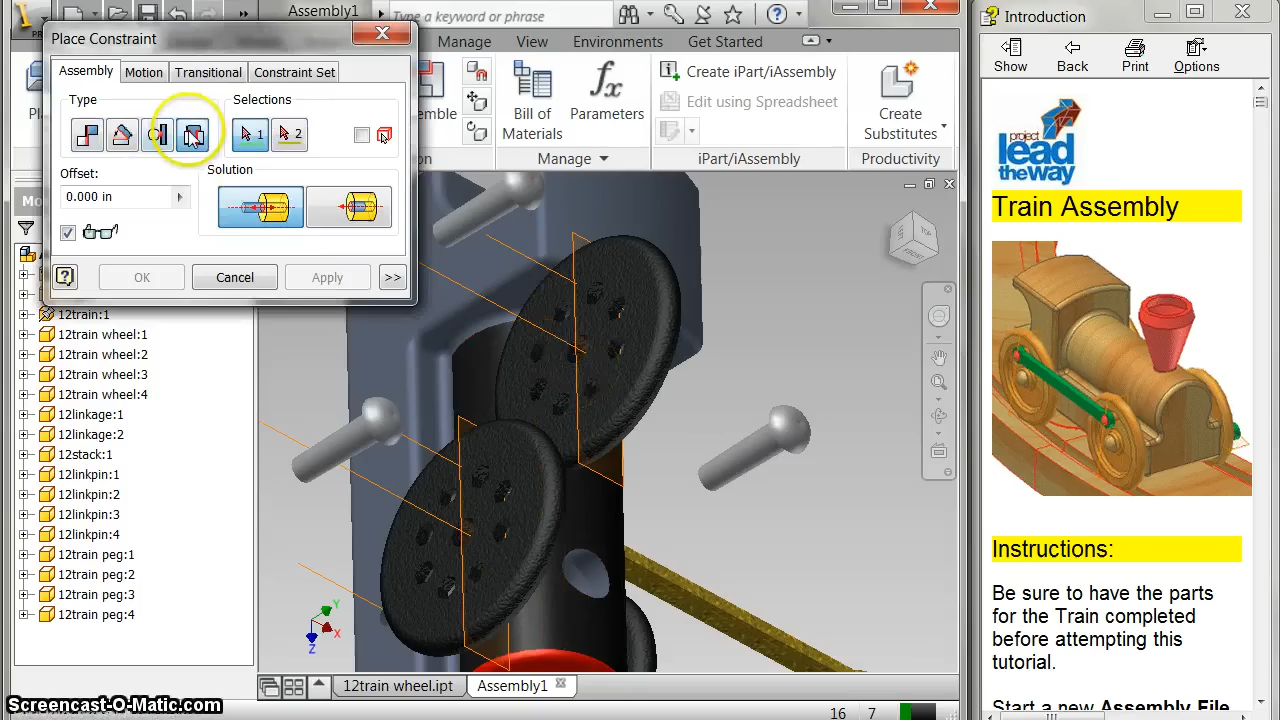 Assembly1
Type a keyword or phrase
Place Constraint
Manage
View
Environments
Get Started
Assembly
Motion
Transitional
Constraint Set
Type
Selections
1
2
Offset:
0.000 in
Solution
OK
Cancel
Apply
>>
Bill of
Materials
Parameters
Manage
Create iPart/iAssembly
Edit using Spreadsheet
iPart/iAssembly
Create
Substitutes
Productivity
12train:1
12train wheel:1
12train wheel:2
12train wheel:3
12train wheel:4
12linkage:1
12linkage:2
12stack:1
12linkpin:1
12linkpin:2
12linkpin:3
12linkpin:4
12train peg:1
12train peg:2
12train peg:3
12train peg:4
TOP
Y
X
Z
12train wheel.ipt
Assembly1
16
7
Screencast-O-Matic.com
Introduction
Show
Back
Print
Options
project
lead
the
way
Train Assembly
Instructions:
Be sure to have the parts
for the Train completed
before attempting this
tutorial.
Start a new Assembly File